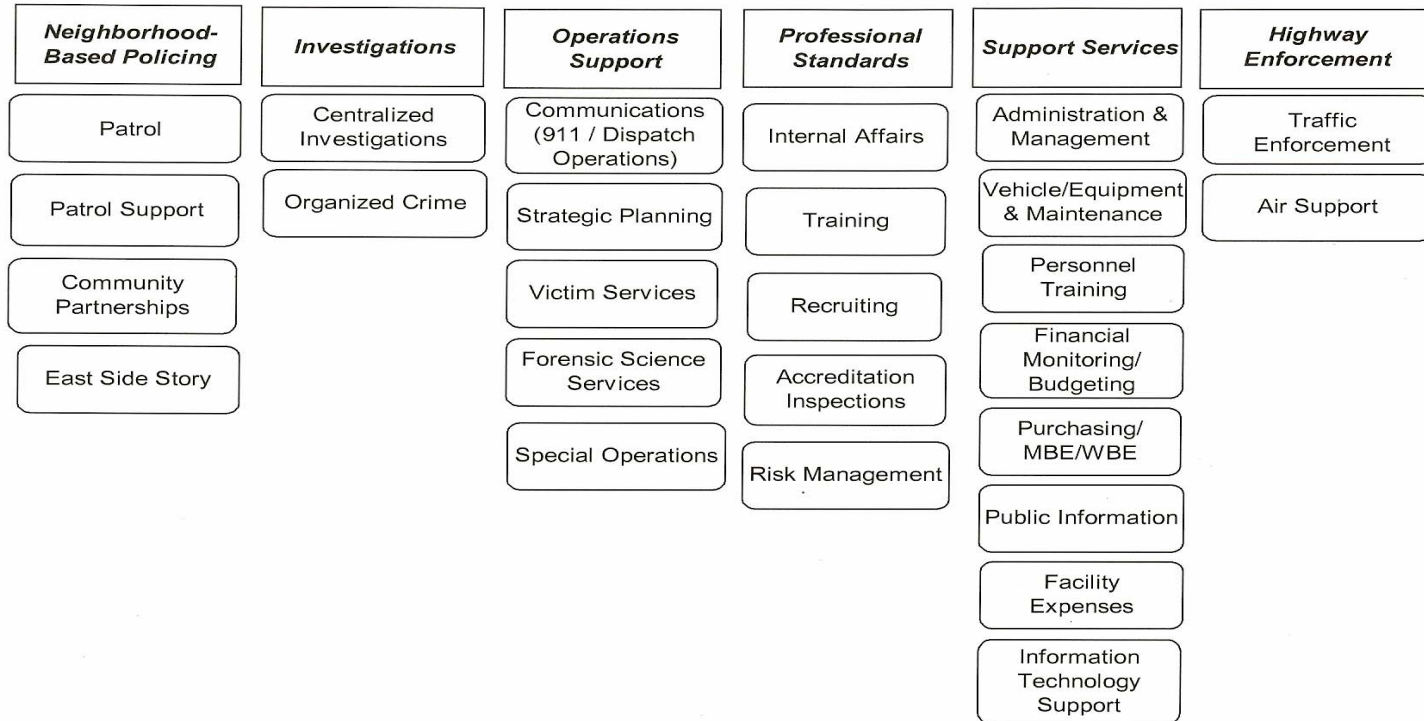 Neighborhood-
Based Policing
Patrol
Patrol Support
Community
Partnerships
East Side Story
Investigations
Centralized
Investigations
Organized Crime
Operations
Support
Communications
(911 / Dispatch
Operations)
Strategic Planning
Victim Services
Forensic Science
Services
Special Operations
Professional
Standards
Internal Affairs
Training
Recruiting
Accreditation
Inspections
Risk Management
Support Services
Administration &
Management
Vehicle/Equipment
& Maintenance
Personnel
Training
Financial
Monitoring/
Budgeting
Purchasing/
MBE/WBE
Public Information
Facility
Expenses
Information
Technology
Support
Highway
Enforcement
Traffic
Enforcement
Air Support